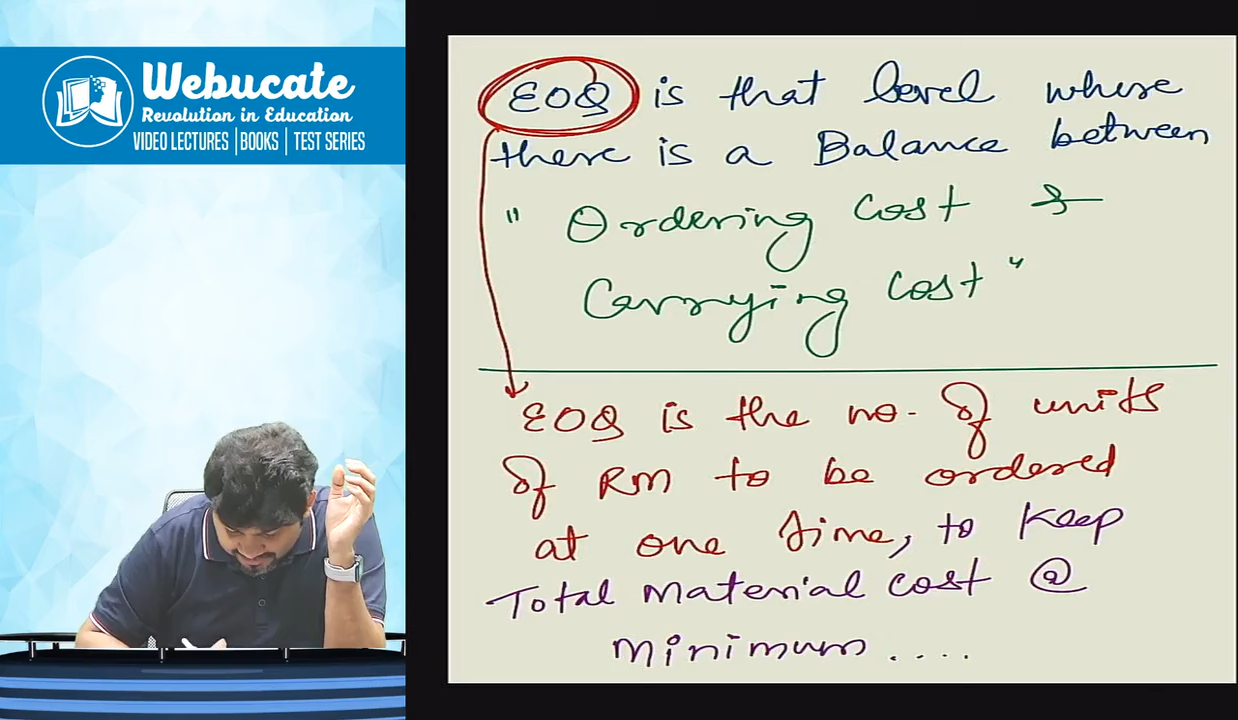 Webucate
Revolution in Education
VIDEO LECTURES | BOOKS | TEST SERIES
EOQ is that level where
there is a Balance between
" Ordering cost &
Carrying cost "
EOQ is the no. of units
of RM to be ordered
at one time, to keep
Total Material cost @
Minimum ....